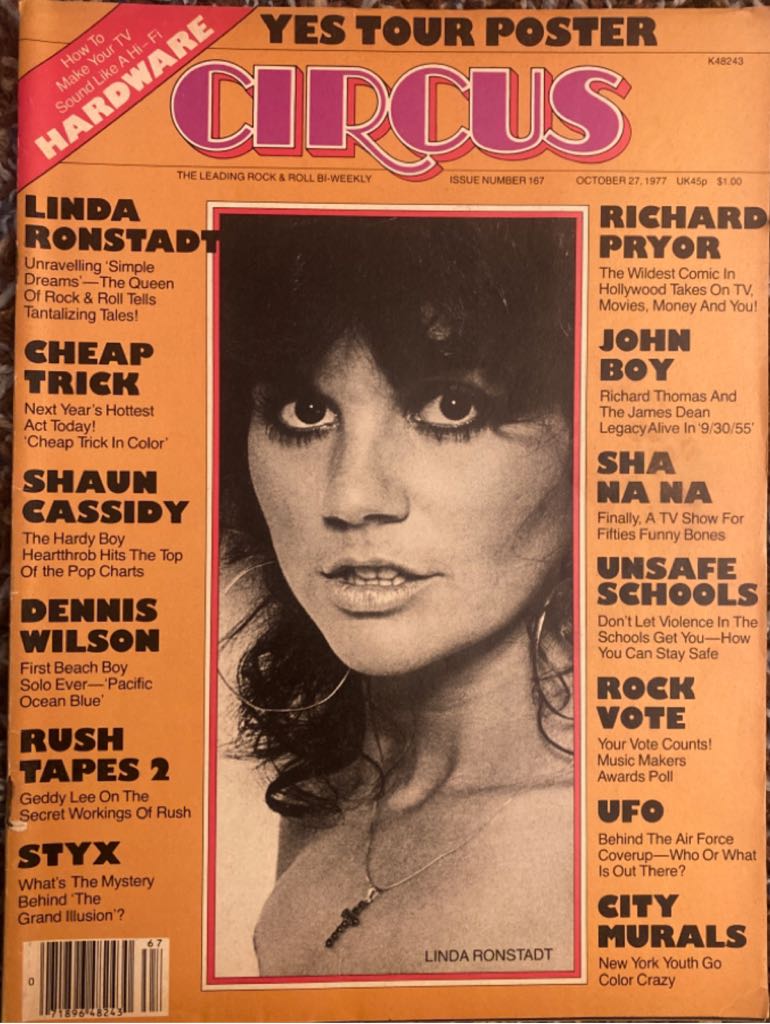 How To
Make Your TV
Sound Like A Hi-Fi
HARDWARE
YES TOUR POSTER
K48243
CIRCUS
THE LEADING ROCK & ROLL BI-WEEKLY
ISSUE NUMBER 167
OCTOBER 27, 1977 UK45p $1.00
LINDA
RONSTADT
Unravelling 'Simple
Dreams'—The Queen
Of Rock & Roll Tells
Tantalizing Tales!
CHEAP
TRICK
Next Year's Hottest
Act Today!
'Cheap Trick In Color'
SHAUN
CASSIDY
The Hardy Boy
Heartthrob Hits The Top
Of the Pop Charts
DENNIS
WILSON
First Beach Boy
Solo Ever—'Pacific
Ocean Blue'
RUSH
TAPES 2
Geddy Lee On The
Secret Workings Of Rush
STYX
What's The Mystery
Behind 'The
Grand Illusion'?
67
0
71896 48243
LINDA RONSTADT
RICHARD
PRYOR
The Wildest Comic In
Hollywood Takes On TV,
Movies, Money And You!
JOHN
BOY
Richard Thomas And
The James Dean
Legacy Alive In '9/30/55'
SHA
NA NA
Finally, A TV Show For
Fifties Funny Bones
UNSAFE
SCHOOLS
Don't Let Violence In The
Schools Get You—How
You Can Stay Safe
ROCK
VOTE
Your Vote Counts!
Music Makers
Awards Poll
UFO
Behind The Air Force
Coverup—Who Or What
Is Out There?
CITY
MURALS
New York Youth Go
Color Crazy